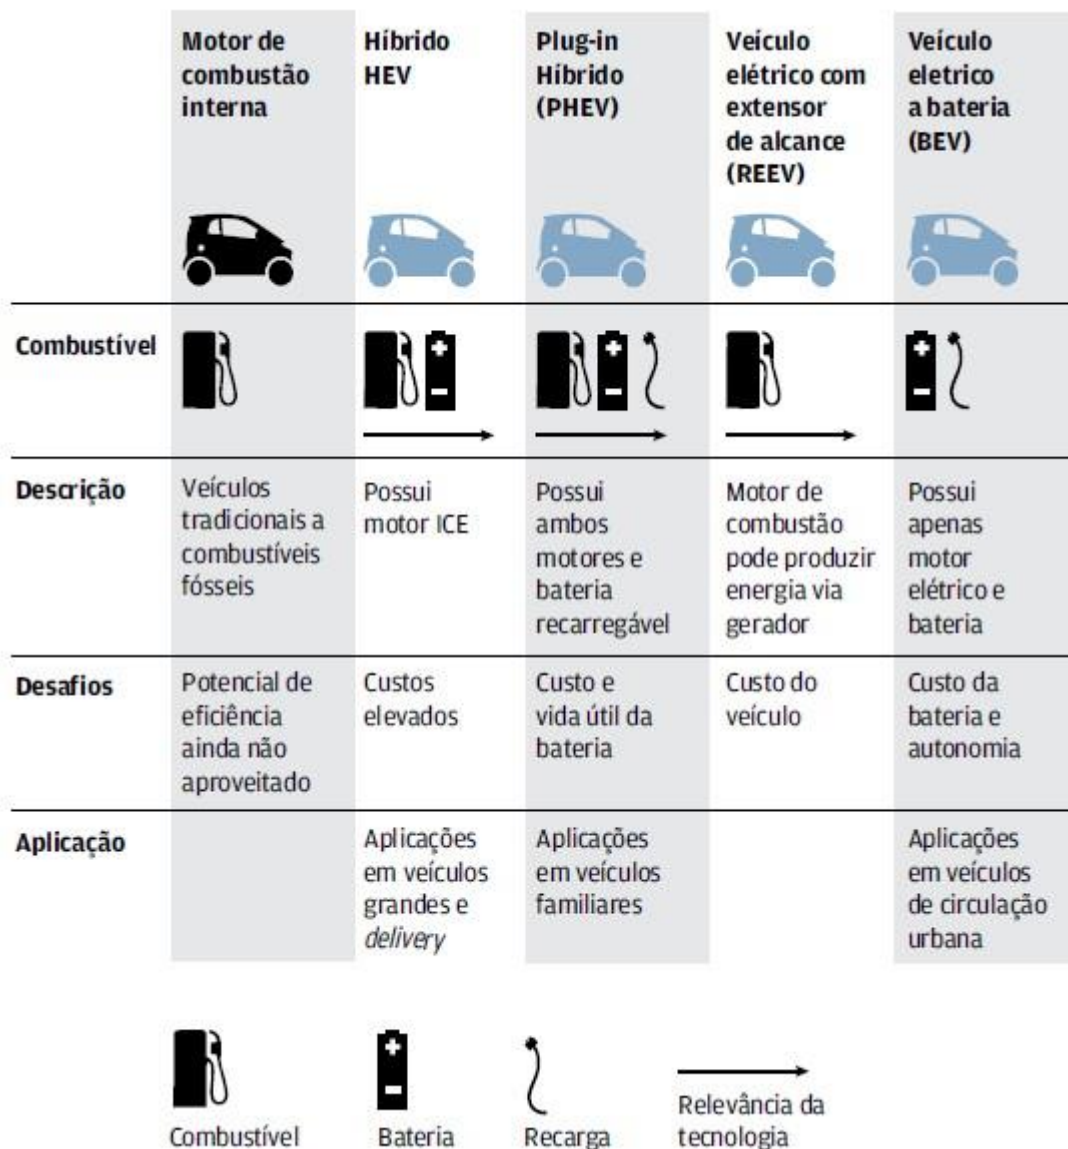 Motor de
combustão
interna
Híbrido
HEV
Plug-in
Híbrido
(PHEV)
Veículo
elétrico com
extensor
de alcance
(REEV)
Veículo
eletrico
a bateria
(BEV)
Combustível
Descrição
Veículos
tradicionais a
combustíveis
fósseis
Possui
motor ICE
Possui
ambos
motores e
bateria
recarregável
Motor de
combustão
pode produzir
energia via
gerador
Possui
apenas
motor
elétrico e
bateria
Desafios
Potencial de
eficiência
ainda não
aproveitado
Custos
elevados
Custo e
vida útil da
bateria
Custo do
veículo
Custo da
bateria e
autonomia
Aplicação
Aplicações
em veículos
grandes e
delivery
Aplicações
em veículos
familiares
Aplicações
em veículos
de circulação
urbana
Combustível
Bateria
Recarga
Relevância da
tecnologia